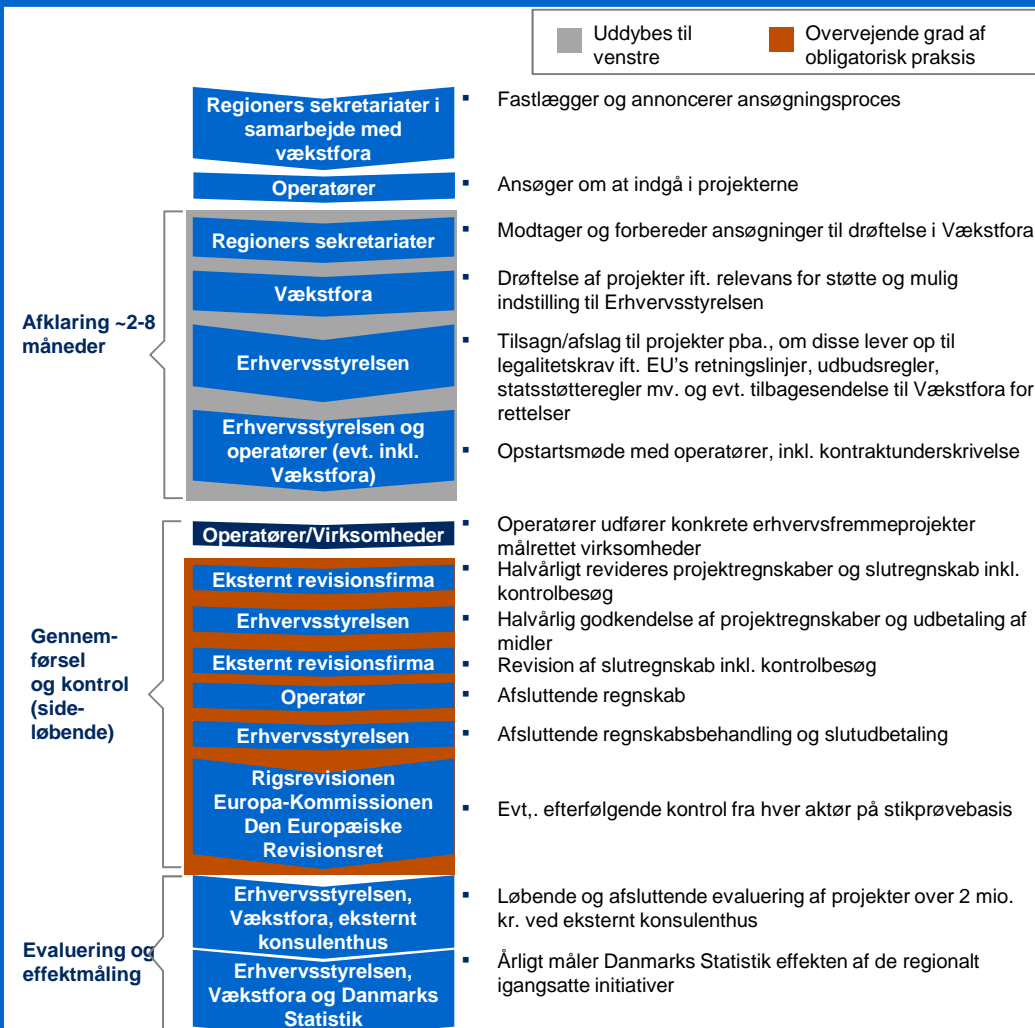 Uddybes til
venstre
Overvejende grad af
obligatorisk praksis
Regioners sekretariater i
samarbejde med
vækstfora
▪ Fastlægger og annoncerer ansøgningsproces
Operatører
▪ Ansøger om at indgå i projekterne
Afklaring ~2-8
måneder
Regioners sekretariater
▪ Modtager og forbereder ansøgninger til drøftelse i Vækstfora
Vækstfora
▪ Drøftelse af projekter ift. relevans for støtte og mulig
indstilling til Erhvervsstyrelsen
Erhvervsstyrelsen
▪ Tilsagn/afslag til projekter pba., om disse lever op til
legalitetskrav ift. EU's retningslinjer, udbudsregler,
statsstøtteregler mv. og evt. tilbagesendelse til Vækstfora for
rettelser
Erhvervsstyrelsen og
operatører (evt. inkl.
Vækstfora)
▪ Opstartsmøde med operatører, inkl. kontraktunderskrivelse
Gennem-
førsel
og kontrol
(side-
løbende)
Operatører/Virksomheder
▪ Operatører udfører konkrete erhvervsfremmeprojekter
målrettet virksomheder
Eksternt revisionsfirma
▪ Halvårligt revideres projektregnskaber og slutregnskab inkl.
kontrolbesøg
Erhvervsstyrelsen
▪ Halvårlig godkendelse af projektregnskaber og udbetaling af
midler
Eksternt revisionsfirma
▪ Revision af slutregnskab inkl. kontrolbesøg
Operatør
▪ Afsluttende regnskab
Erhvervsstyrelsen
▪ Afsluttende regnskabsbehandling og slutudbetaling
Rigsrevisionen
Europa-Kommissionen
Den Europæiske
Revisionsret
▪ Evt,. efterfølgende kontrol fra hver aktør på stikprøvebasis
Evaluering og
effektmåling
Erhvervsstyrelsen,
Vækstfora, eksternt
konsulenthus
▪ Løbende og afsluttende evaluering af projekter over 2 mio.
kr. ved eksternt konsulenthus
Erhvervsstyrelsen,
Vækstfora og Danmarks
Statistik
▪ Årligt måler Danmarks Statistik effekten af de regionalt
igangsatte initiativer